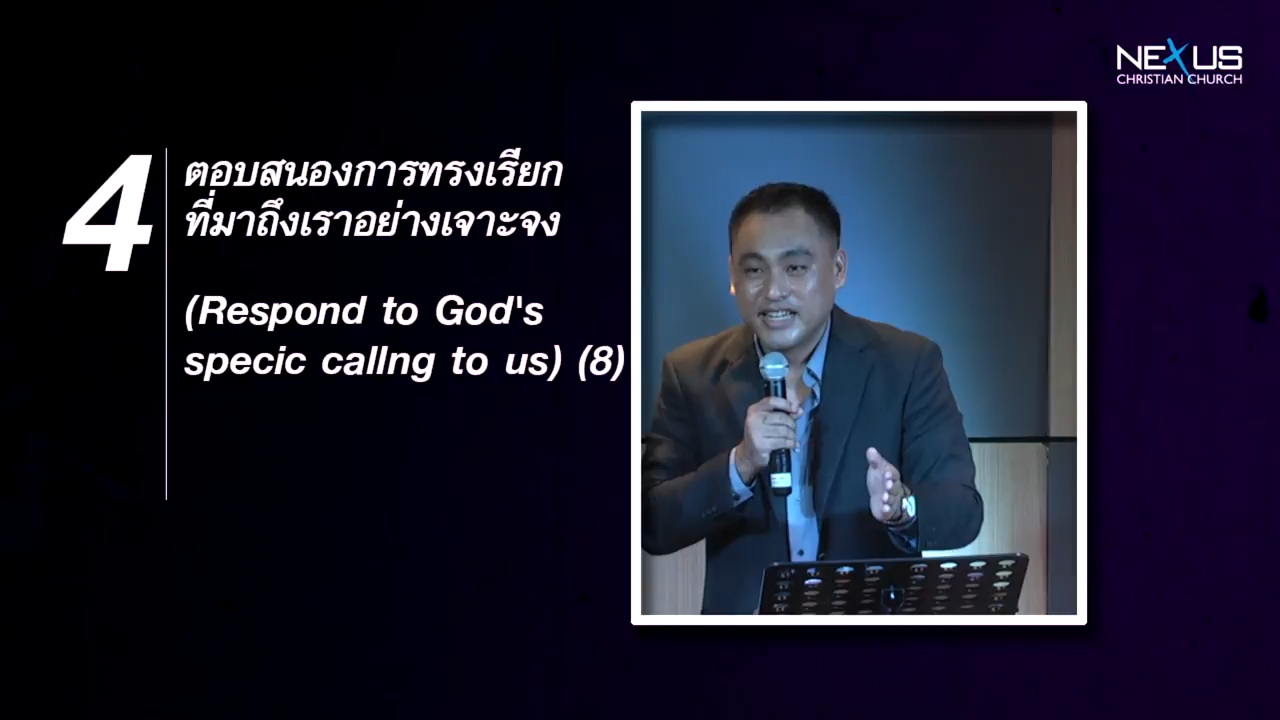 NEXUS
CHRISTIAN CHURCH
4
ตอบสนองการทรงเรียก
ที่มาถึงเราอย่างเจาะจง
(Respond to God's
specic callng to us) (8)